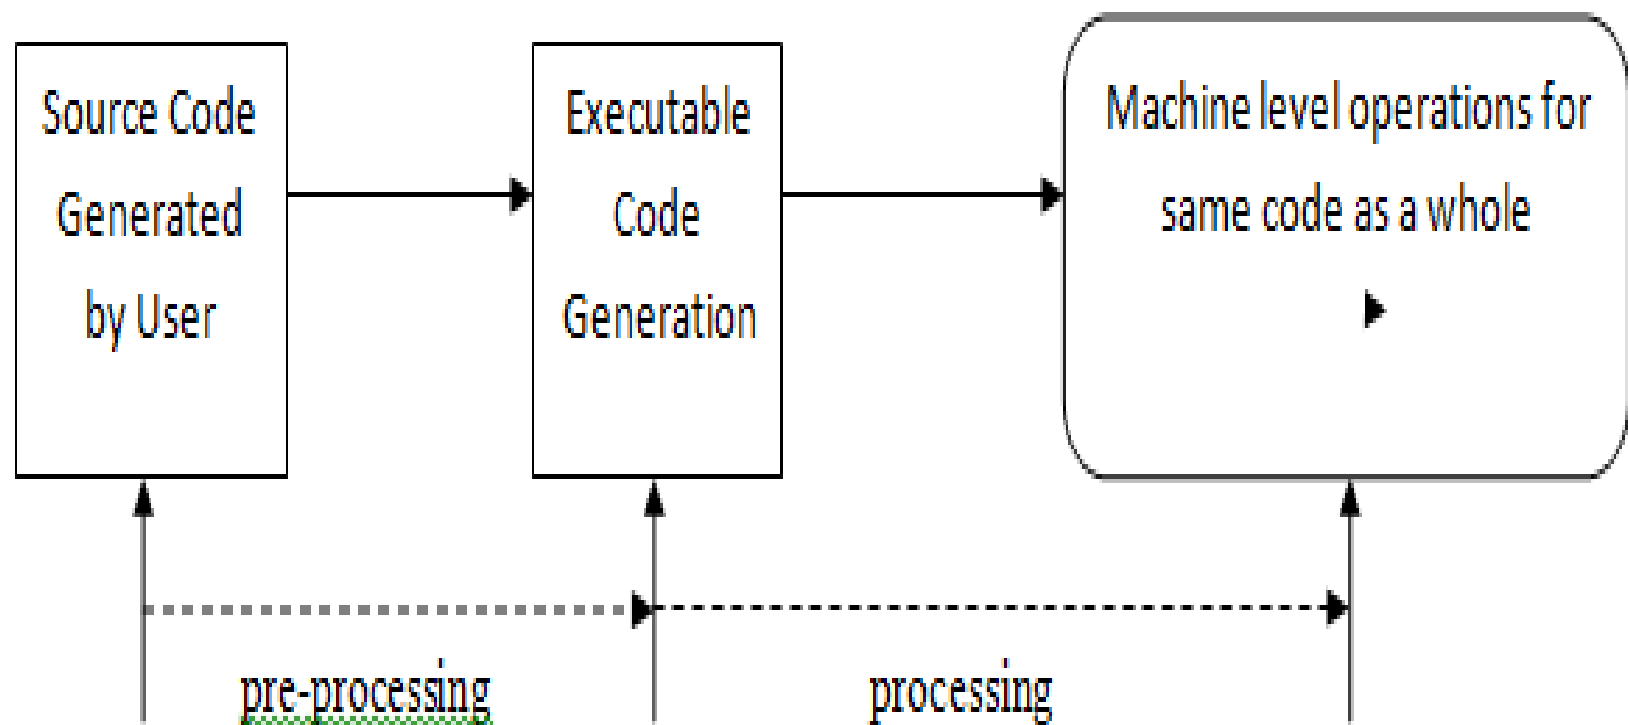 Source Code
Generated
by User
Executable
Code
Generation
Machine level operations for
same code as a whole
pre-processing
processing